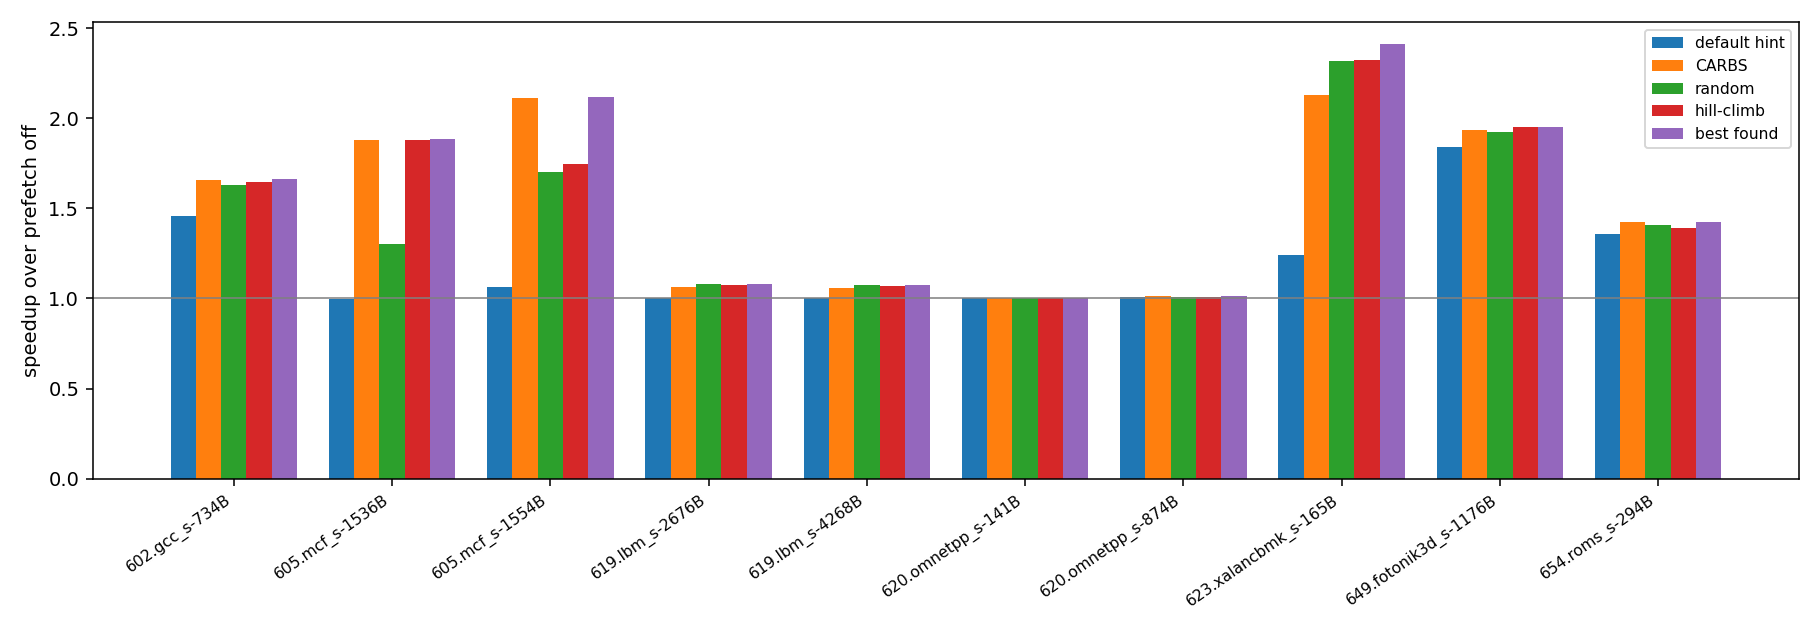 2.5
2.0
1.5
1.0
0.5
0.0
speedup over prefetch off
default hint
CARBS
random
hill-climb
best found
602.gcc_s-734B
605.mcf_s-1536B
605.mcf_s-1554B
619.lbm_s-2676B
619.lbm_s-4268B
620.omnetpp_s-141B
620.omnetpp_s-874B
623.xalancbmk_s-165B
649.fotonik3d_s-1176B
654.roms_s-294B